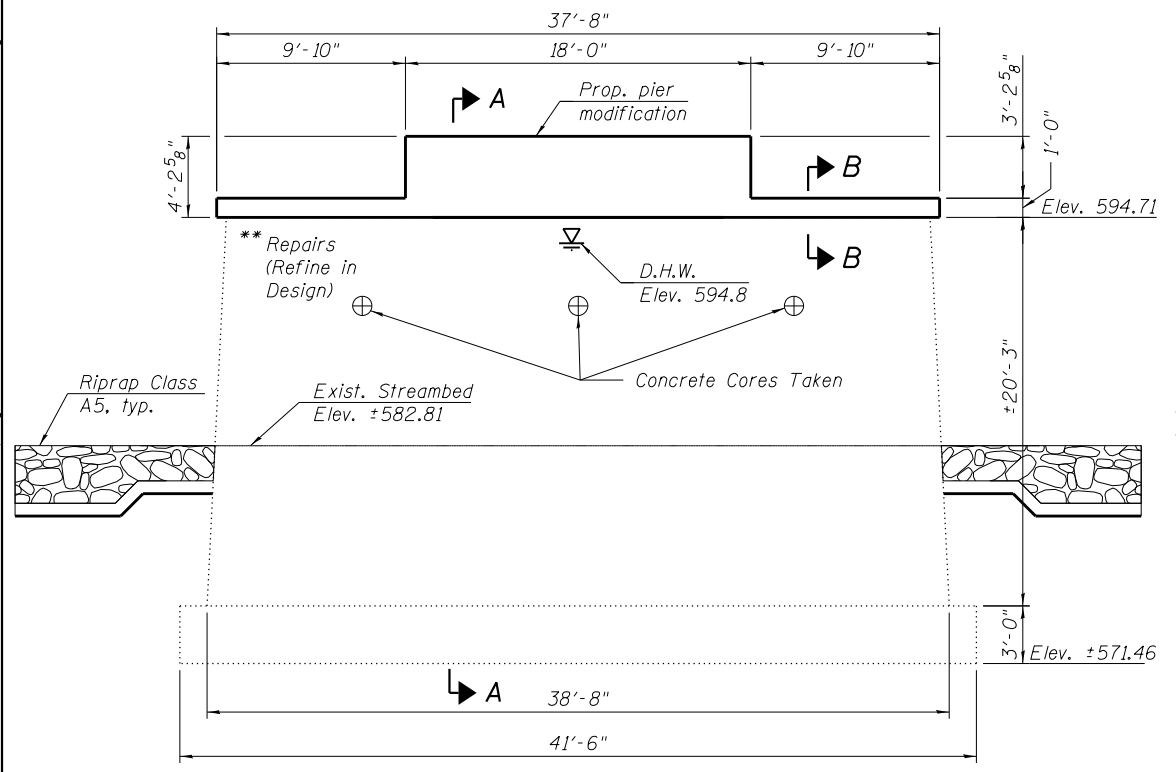 37'-8"
9'-10"
18'-0"
9'-10"
3'-2 5/8"
A
Prop. pier
modification
1'-0"
B
4'-2 5/8"
Elev. 594.71
** Repairs
(Refine in
Design)
B
D.H.W.
Elev. 594.8
Riprap Class
A5, typ.
Exist. Streambed
Elev. ±582.81
Concrete Cores Taken
±20'-3"
3'-0"
Elev. ±571.46
A
38'-8"
41'-6"